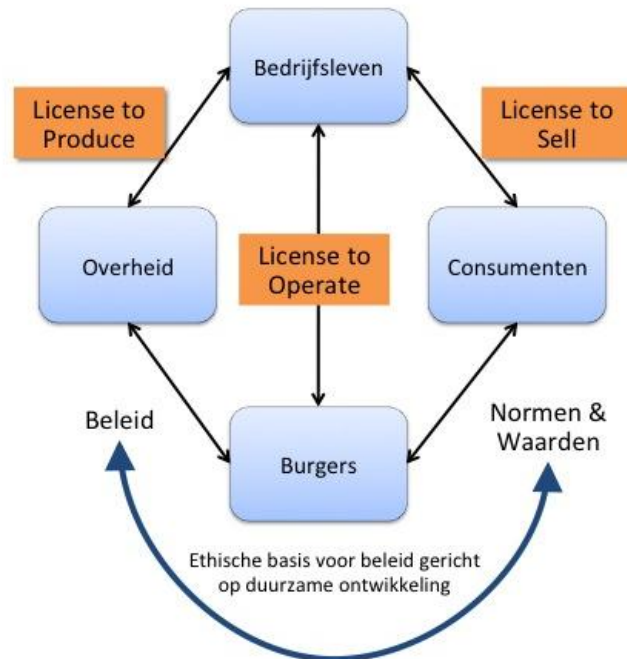 Bedrijfsleven
License to
Produce
License to
Sell
Overheid
License to
Operate
Consumenten
Beleid
Normen &
Waarden
Burgers
Ethische basis voor beleid gericht
op duurzame ontwikkeling